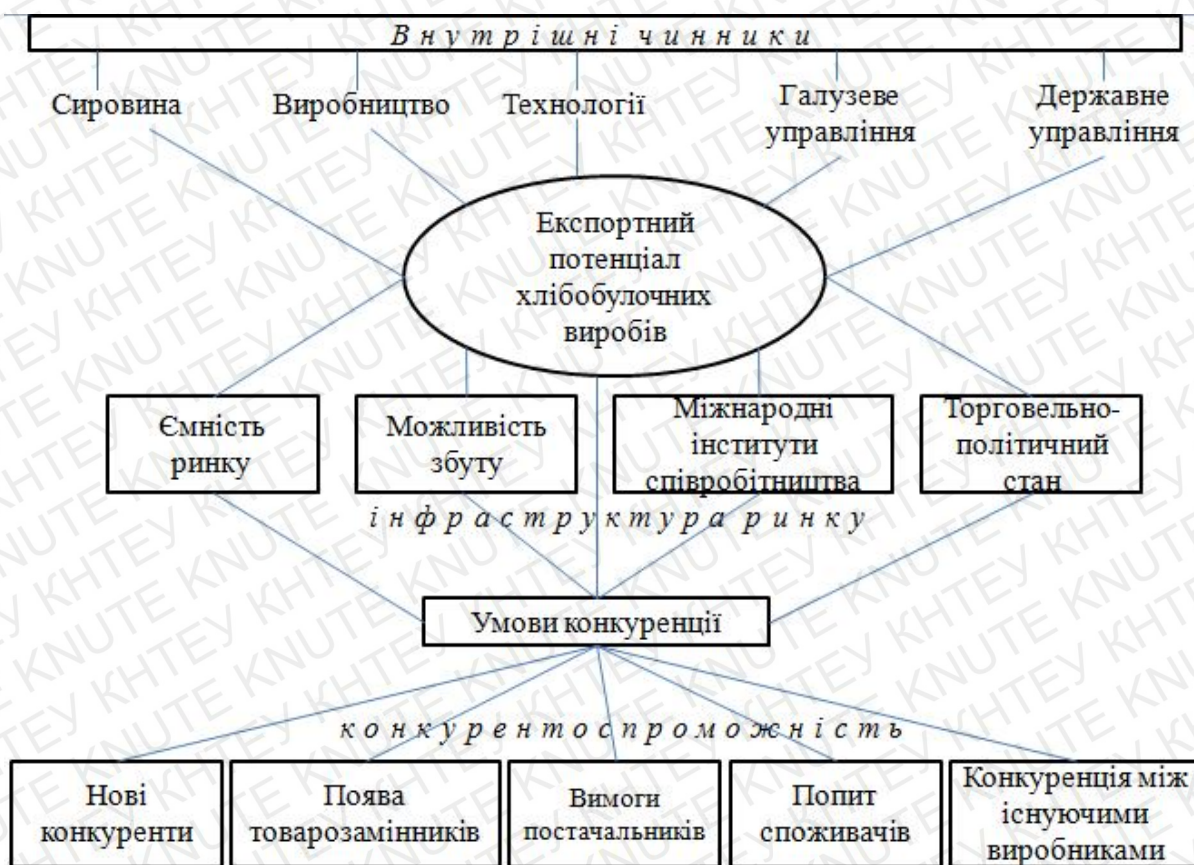 Внутрішні чинники
Сировина
Виробництво
Технології
Галузеве
управління
Державне
управління
Експортний
потенціал
хлібобулочних
виробів
Ємність
ринку
Можливість
збуту
Міжнародні
інститути
співробітництва
Торговельно-
політичний
стан
інфраструктура ринку
Умови конкуренції
конкурентоспроможність
Нові
конкуренти
Поява
товарозамінників
Вимоги
постачальників
Попит
споживачів
Конкуренція між
існуючими
виробниками
KNUTE КНТЕУ